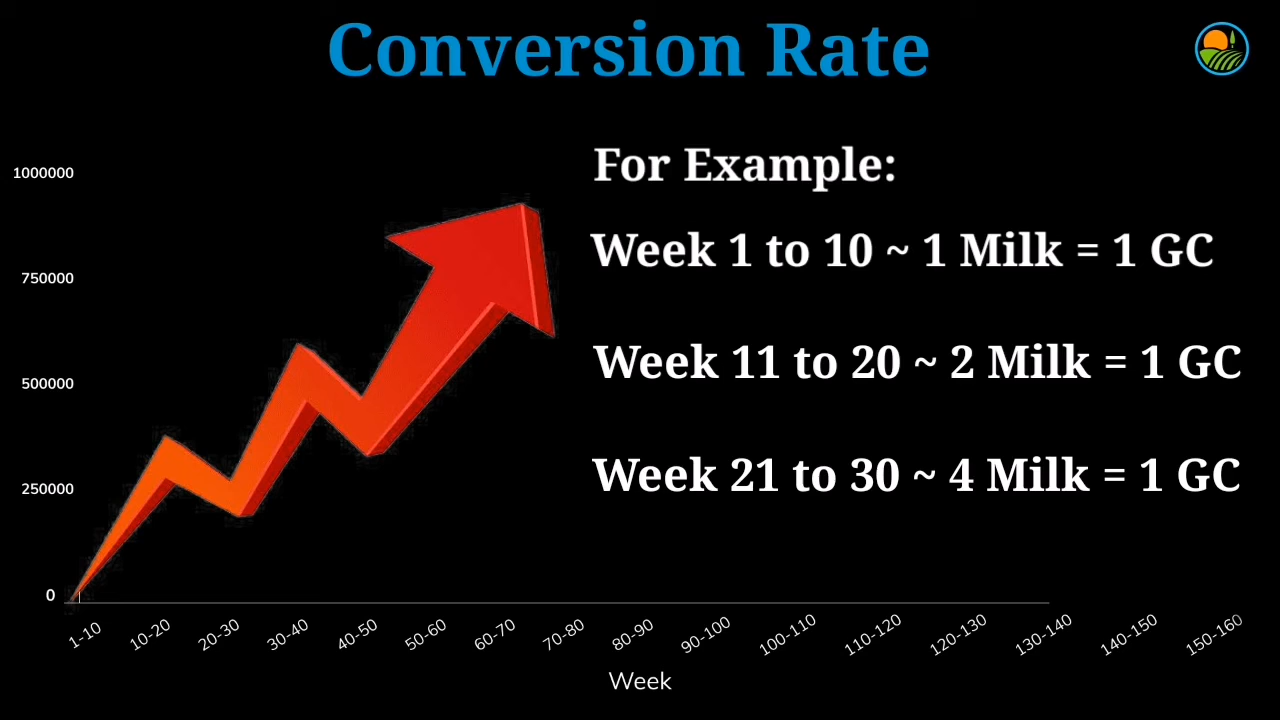 Conversion Rate
For Example:
Week 1 to 10 ~ 1 Milk = 1 GC
Week 11 to 20 ~ 2 Milk = 1 GC
Week 21 to 30 ~ 4 Milk = 1 GC
1000000
750000
500000
250000
0
1-10 10-20 20-30 30-40 40-50 50-60 60-70 70-80 80-90 90-100 100-110 110-120 120-130 130-140 140-150 150-160
Week